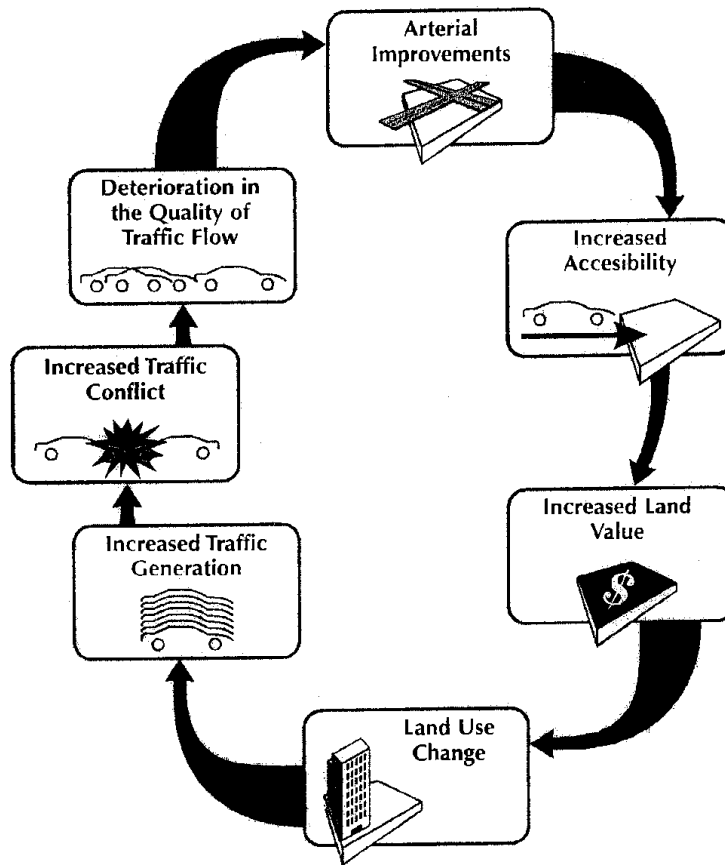 Arterial
Improvements
Increased
Accesibility
Increased Land
Value
$
Land Use
Change
Increased Traffic
Generation
Increased Traffic
Conflict
Deterioration in
the Quality of
Traffic Flow